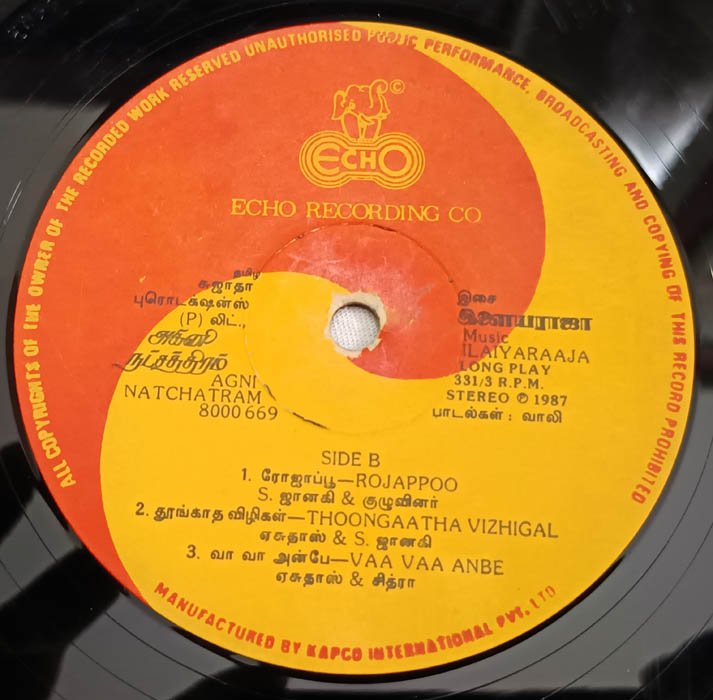 ALL COPYRIGHTS OF THE OWNER OF THE RECORDED WORK RESERVED UNAUTHORISED PUBLIC PERFORMANCE, BROADCASTING AND COPYING OF THIS RECORD PROHIBITED
©
ECHO
ECHO RECORDING CO
தமிழ்
சுஜாதா
புரொடக்ஷன்ஸ்
(P) லிட்.,
அக்னி
நட்சத்திரம்
AGNI
NATCHATRAM
8000669
இசை
இளையராஜா
Music
ILAIYARAAJA
LONG PLAY
331/3 R.P.M.
STEREO ℗ 1987
பாடல்கள் : வாலி
SIDE B
1. ரோஜாப்பூ—ROJAPPOO
S. ஜானகி & குழுவினர்
2. தூங்காத விழிகள்—THOONGAATHA VIZHIGAL
ஏசுதாஸ் & S. ஜானகி
3. வா வா அன்பே—VAA VAA ANBE
ஏசுதாஸ் & சித்ரா
MANUFACTURED BY KAPCO INTERNATIONAL PVT. LTD